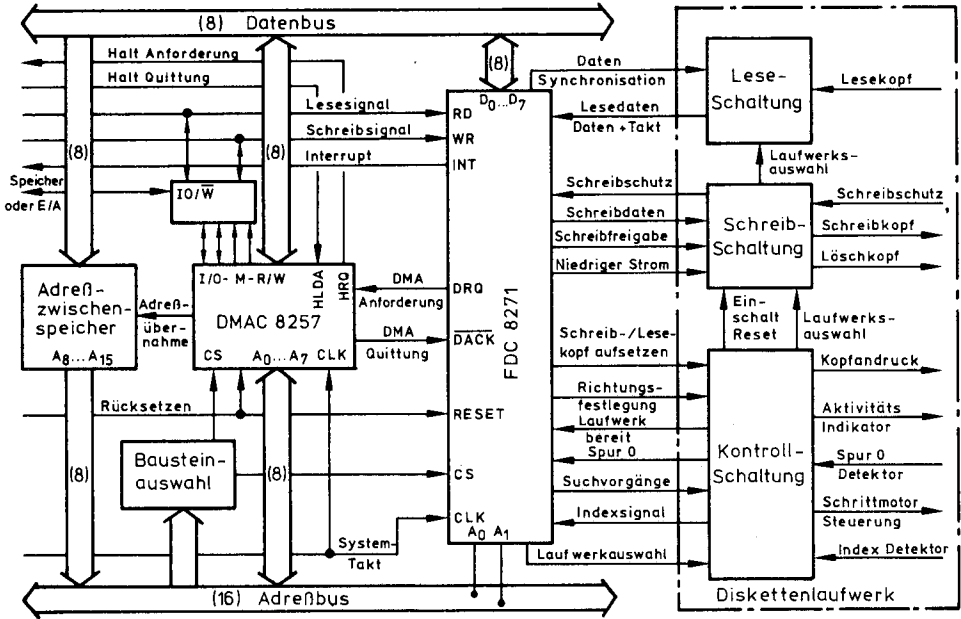 (8) Datenbus
Halt Anforderung
Halt Quittung
Lesesignal
Schreibsignal
Interrupt
Speicher
oder E/A
(8)
IO/W̅
(8)
(8)
D0...D7
RD
WR
INT
DRQ
D̅A̅C̅K̅
RESET
CS
CLK
A0 A1
FDC 8271
Daten
Synchronisation
Lesedaten
Daten + Takt
Lese-
Schaltung
Lesekopf
Laufwerks-
auswahl
Schreibschutz
Schreibdaten
Schreibfreigabe
Niedriger Strom
Schreib-
Schaltung
Schreibschutz
Schreibkopf
Löschkopf
Adreß-
zwischen-
speicher
A8...A15
Adreß-
über-
nahme
I/O- M-R/W
HLDA
HRQ
DMAC 8257
CS A0...A7 CLK
DMA
Anforderung
DMA
Quittung
Ein-
schalt
Reset
Laufwerks-
auswahl
Schreib-/Lese-
kopf aufsetzen
Richtungs-
festlegung
Laufwerk
bereit
Spur 0
Suchvorgänge
Indexsignal
Laufwerkauswahl
Kontroll-
Schaltung
Kopfandruck
Aktivitäts
Indikator
Spur 0
Detektor
Schrittmotor
Steuerung
Index Detektor
Rücksetzen
(8)
Baustein-
auswahl
(8)
System-
Takt
(16) Adreßbus
Diskettenlaufwerk